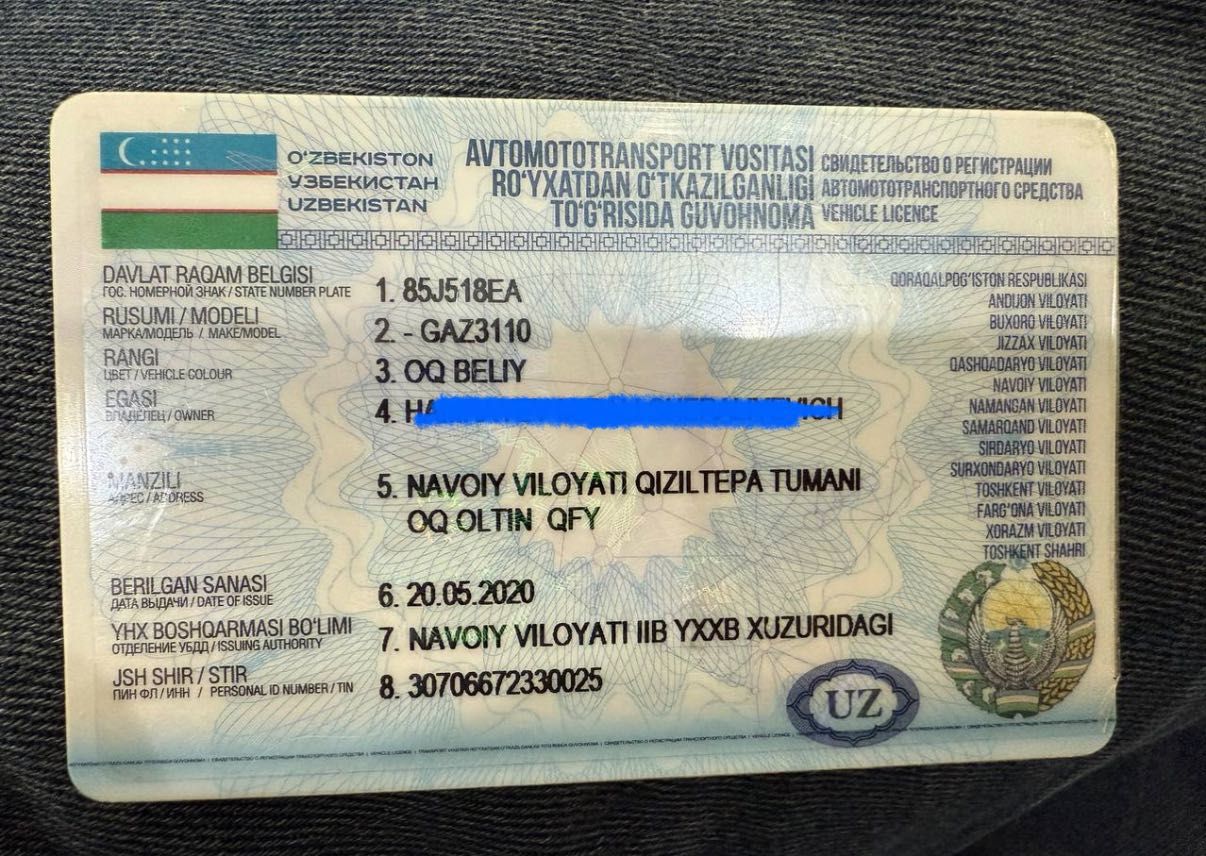 O‘ZBEKISTON
УЗБЕКИСТАН
UZBEKISTAN
AVTOMOTOTRANSPORT VOSITASI
RO‘YXATDAN O‘TKAZILGANLIGI
TO‘G‘RISIDA GUVOHNOMA
СВИДЕТЕЛЬСТВО О РЕГИСТРАЦИИ
АВТОМОТОТРАНСПОРТНОГО СРЕДСТВА
VEHICLE LICENCE
DAVLAT RAQAM BELGISI
ГОС. НОМЕРНОЙ ЗНАК / STATE NUMBER PLATE
1. 85J518EA
RUSUMI / MODELI
МАРКА/МОДЕЛЬ / MAKE/MODEL
2. - GAZ3110
RANGI
ЦВЕТ / VEHICLE COLOUR
3. OQ BELIY
EGASI
ВЛАДЕЛЕЦ / OWNER
4.
MANZILI
АДРЕС / ADDRESS
5. NAVOIY VILOYATI QIZILTEPA TUMANI
OQ OLTIN QFY
BERILGAN SANASI
ДАТА ВЫДАЧИ / DATE OF ISSUE
6. 20.05.2020
YHX BOSHQARMASI BO‘LIMI
ОТДЕЛЕНИЕ УБДД / ISSUING AUTHORITY
7. NAVOIY VILOYATI IIB YXXB XUZURIDAGI
JSH SHIR / STIR
ПИН ФЛ / ИНН / PERSONAL ID NUMBER / TIN
8. 30706672330025
QORAQALPOG‘ISTON RESPUBLIKASI
ANDIJON VILOYATI
BUXORO VILOYATI
JIZZAX VILOYATI
QASHQADARYO VILOYATI
NAVOIY VILOYATI
NAMANGAN VILOYATI
SAMARQAND VILOYATI
SIRDARYO VILOYATI
SURXONDARYO VILOYATI
TOSHKENT VILOYATI
FARG‘ONA VILOYATI
XORAZM VILOYATI
TOSHKENT SHAHRI
UZ